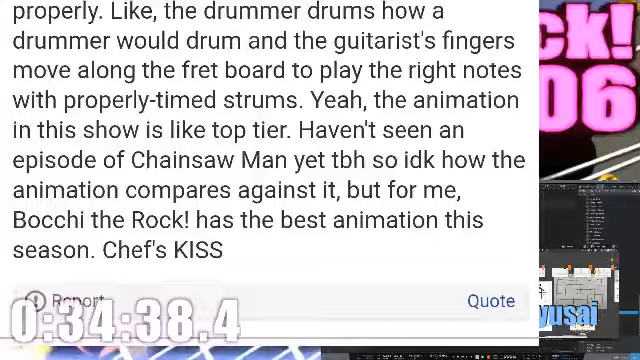 properly. Like, the drummer drums how a
drummer would drum and the guitarist's fingers
move along the fret board to play the right notes
with properly-timed strums. Yeah, the animation
in this show is like top tier. Haven't seen an
episode of Chainsaw Man yet tbh so idk how the
animation compares against it, but for me,
Bocchi the Rock! has the best animation this
season. Chef's KISS
Report
Quote
0:34:38.4
ck!
06
yusai